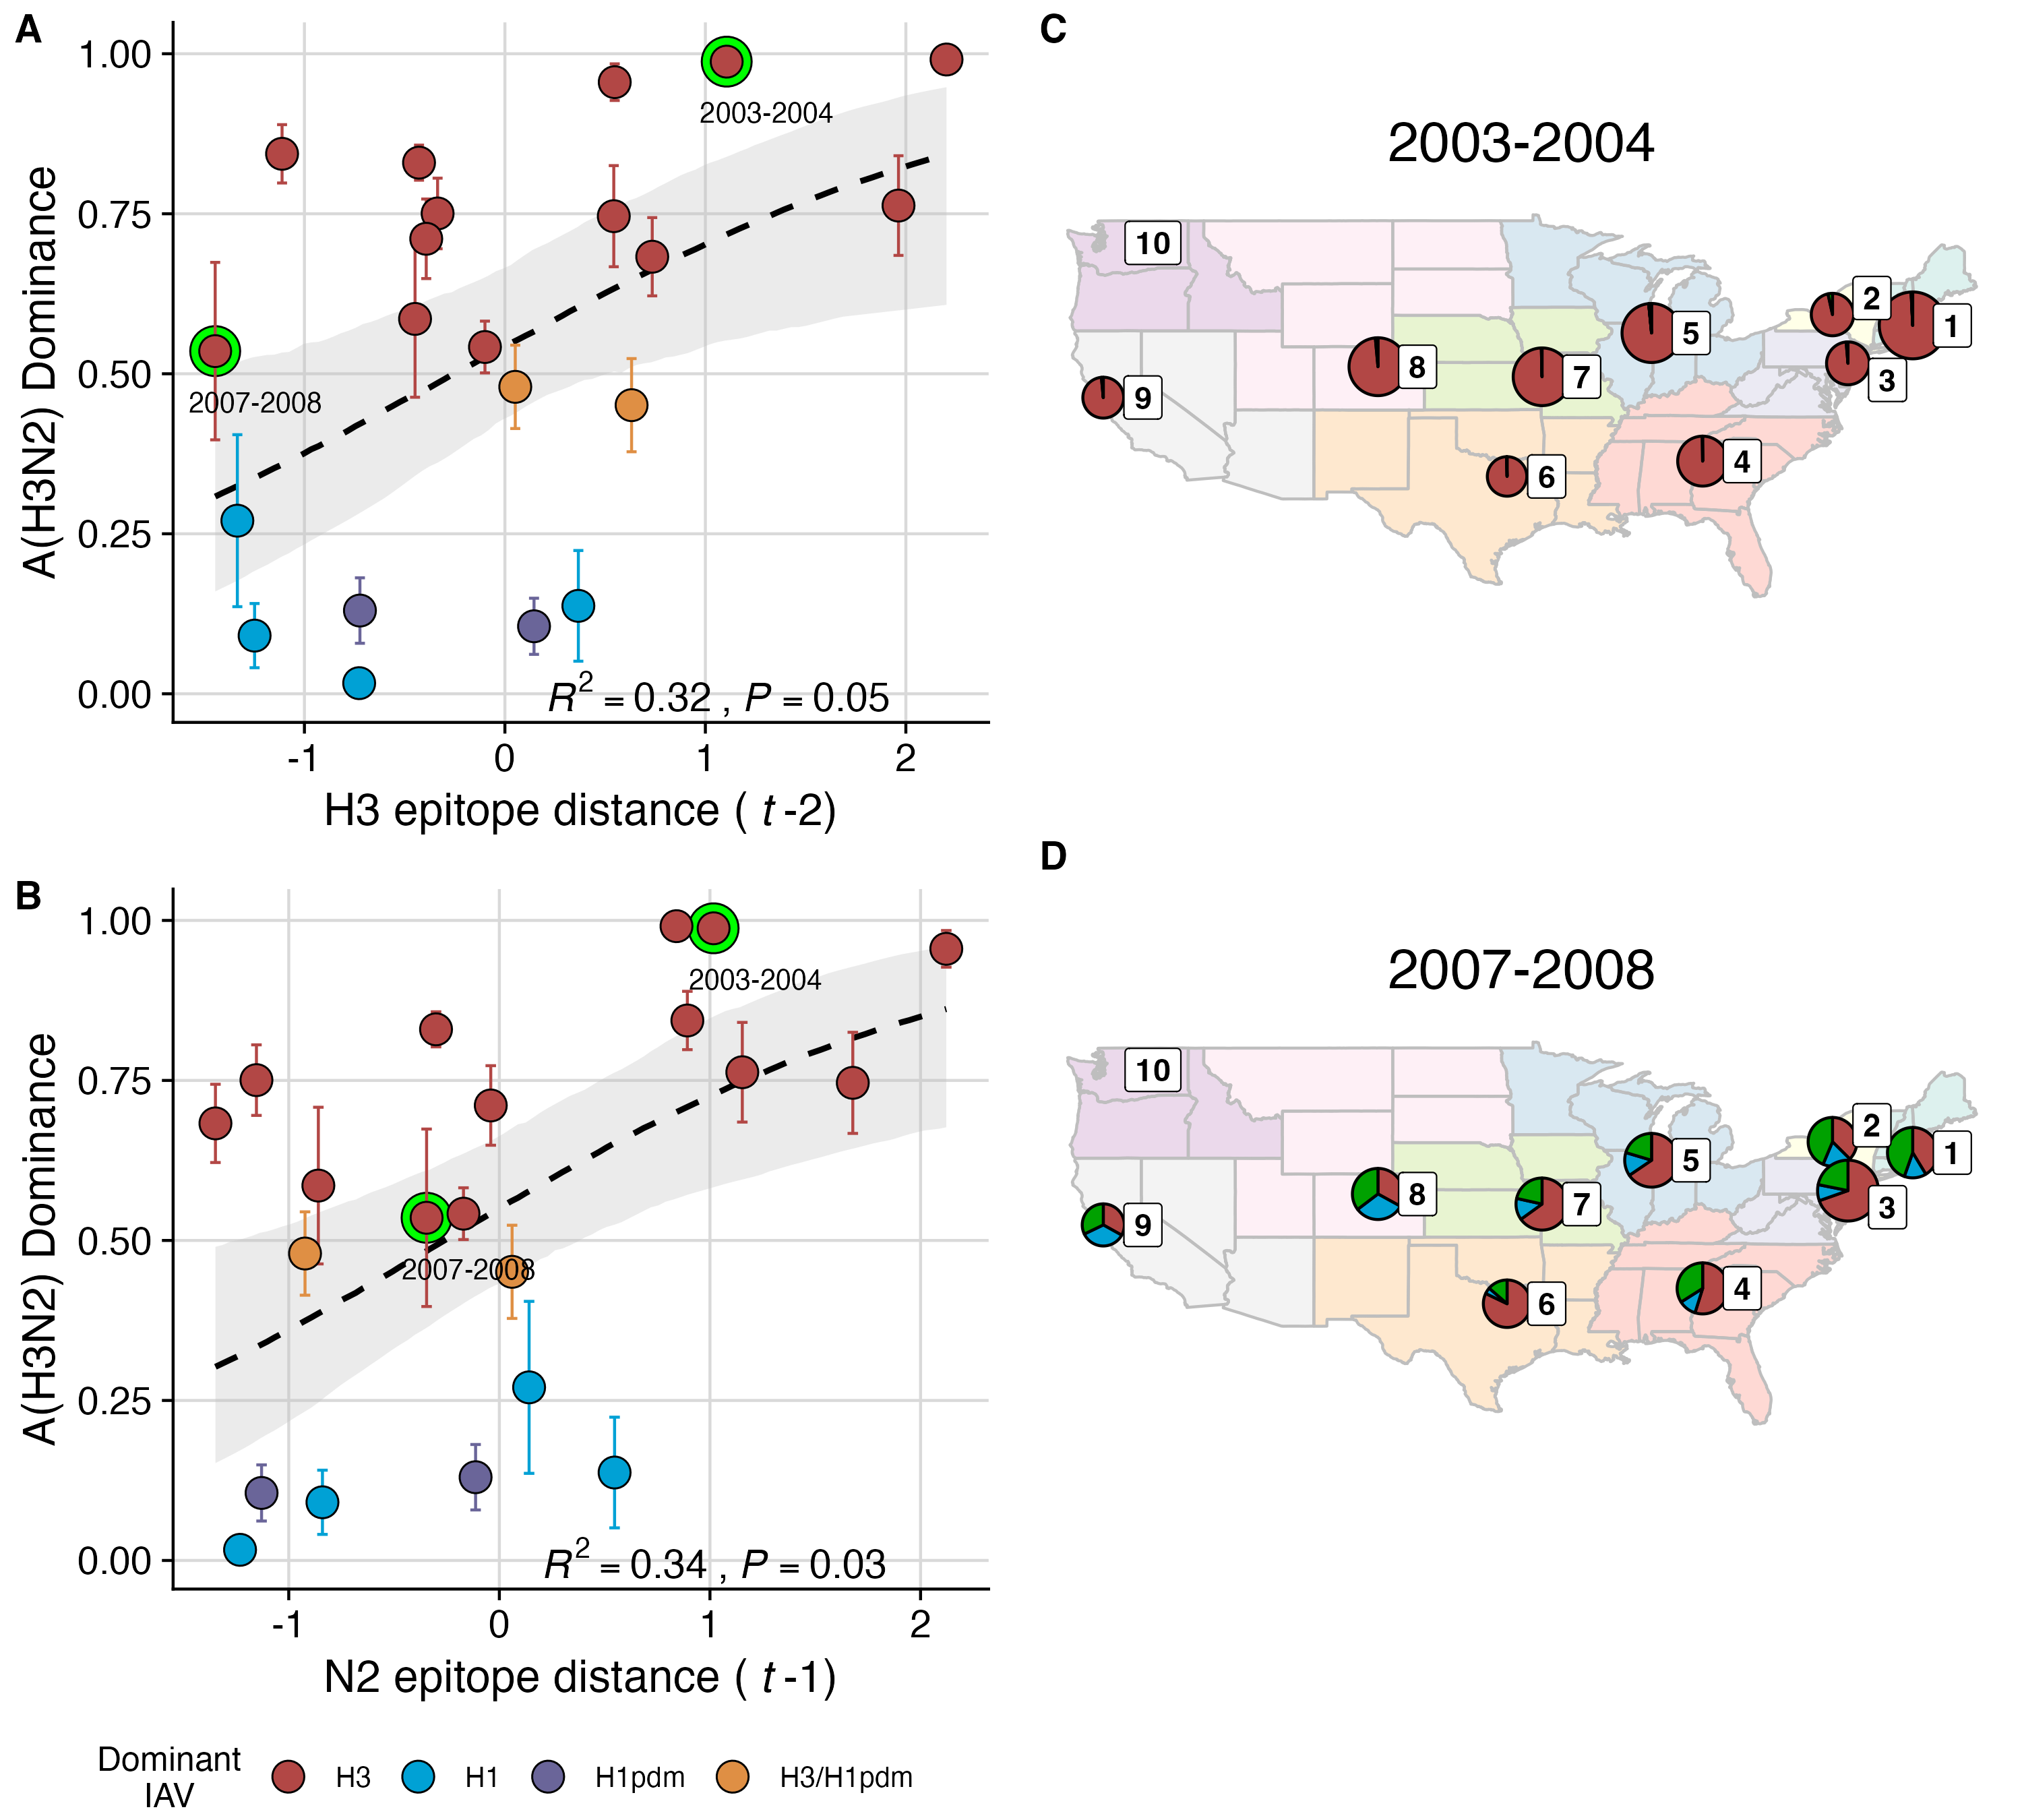 A
1.00
0.75
0.50
0.25
0.00
A(H3N2) Dominance
2003-2004
2007-2008
R² = 0.32 , P = 0.05
-1 0 1 2
H3 epitope distance ( t -2)
B
1.00
0.75
0.50
0.25
0.00
A(H3N2) Dominance
2003-2004
2007-2008
R² = 0.34 , P = 0.03
-1 0 1 2
N2 epitope distance ( t -1)
Dominant
IAV
H3 H1 H1pdm H3/H1pdm
C
2003-2004
10
2
1
5
3
8
7
9
4
6
D
2007-2008
10
2
1
5
3
8
7
9
4
6